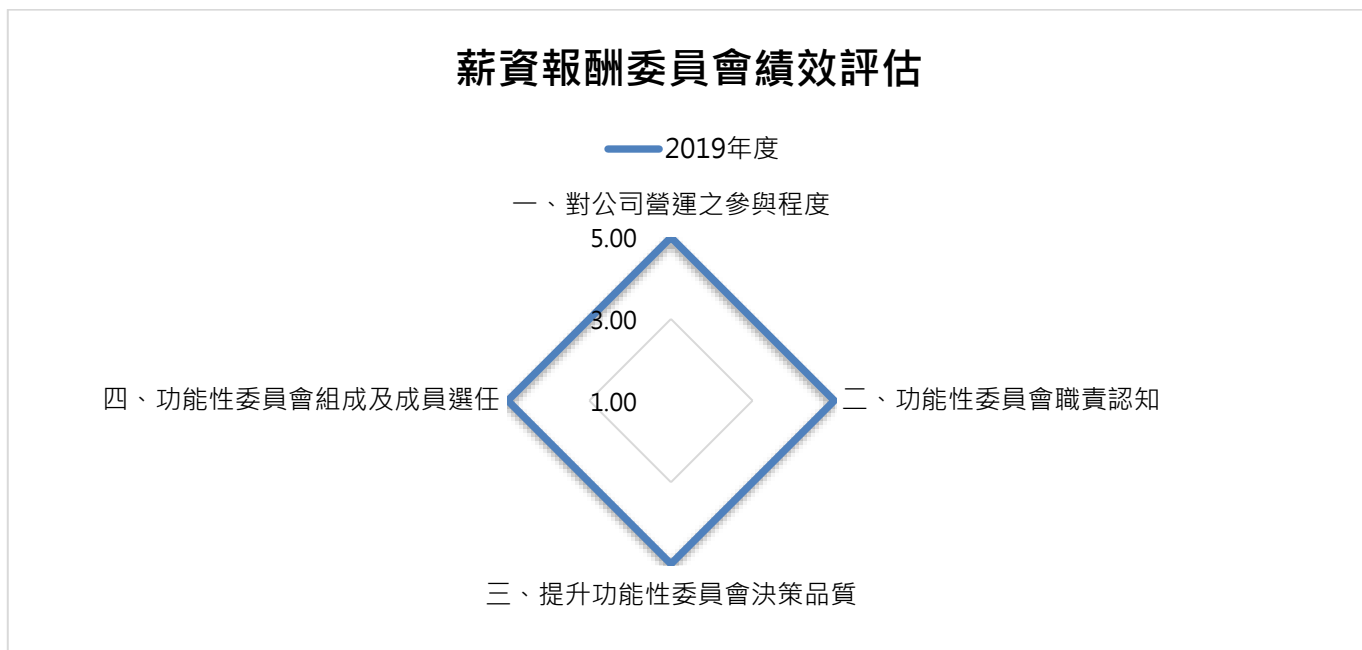 薪資報酬委員會績效評估
2019年度
一、對公司營運之參與程度
5.00
3.00
四、功能性委員會組成及成員選任
1.00
二、功能性委員會職責認知
三、提升功能性委員會決策品質